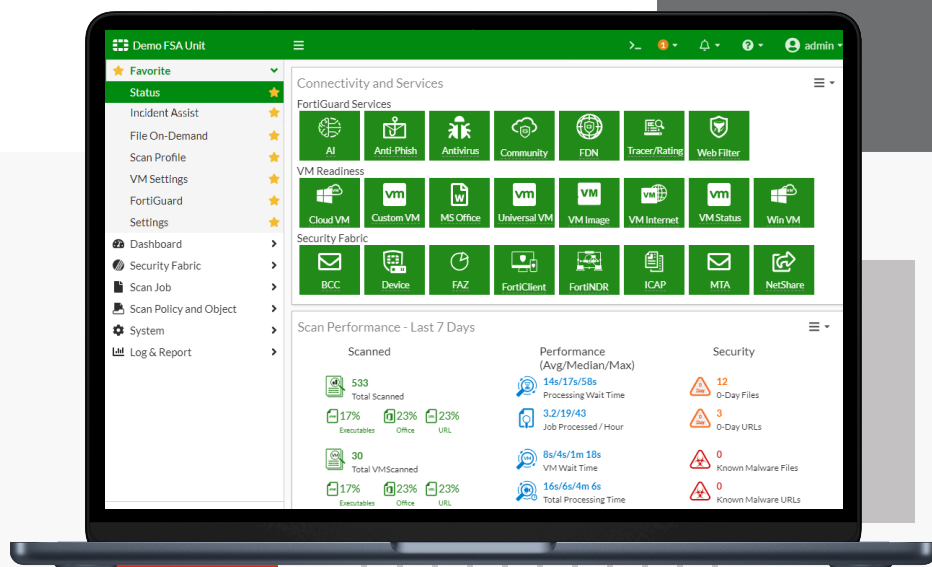 Demo FSA Unit
>_ 1 admin
Favorite
Status
Incident Assist
File On-Demand
Scan Profile
VM Settings
FortiGuard
Settings
Dashboard
Security Fabric
Scan Job
Scan Policy and Object
System
Log & Report
Connectivity and Services
FortiGuard Services
AI Anti-Phish Antivirus Community FDN Tracer/Rating Web Filter
VM Readiness
vm W vm VM VM vm
Cloud VM Custom VM MS Office Universal VM VM Image VM Internet VM Status Win VM
Security Fabric
BCC Device FAZ FortiClient FortiNDR ICAP MTA NetShare
Scan Performance - Last 7 Days
Scanned
533
Total Scanned
17% 23% 23%
Executables Office URL
30
Total VMScanned
17% 23% 23%
Executables Office URL
Performance
(Avg/Median/Max)
14s/17s/58s
Processing Wait Time
3.2/19/43
Job Processed / Hour
8s/4s/1m 18s
VM Wait Time
16s/6s/4m 6s
Total Processing Time
Security
12
0-Day Files
3
0-Day URLs
0
Known Malware Files
0
Known Malware URLs